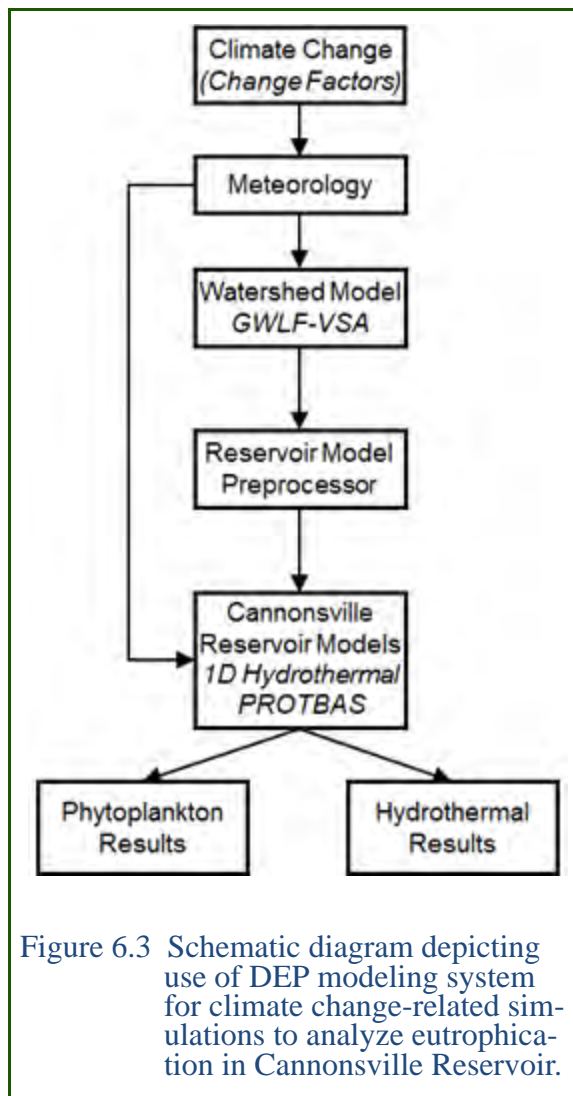 Climate Change
(Change Factors)
Meteorology
Watershed Model
GWLF-VSA
Reservoir Model
Preprocessor
Cannonsville
Reservoir Models
1D Hydrothermal
PROTBAS
Phytoplankton
Results
Hydrothermal
Results
Figure 6.3 Schematic diagram depicting
use of DEP modeling system
for climate change-related sim-
ulations to analyze eutrophica-
tion in Cannonsville Reservoir.